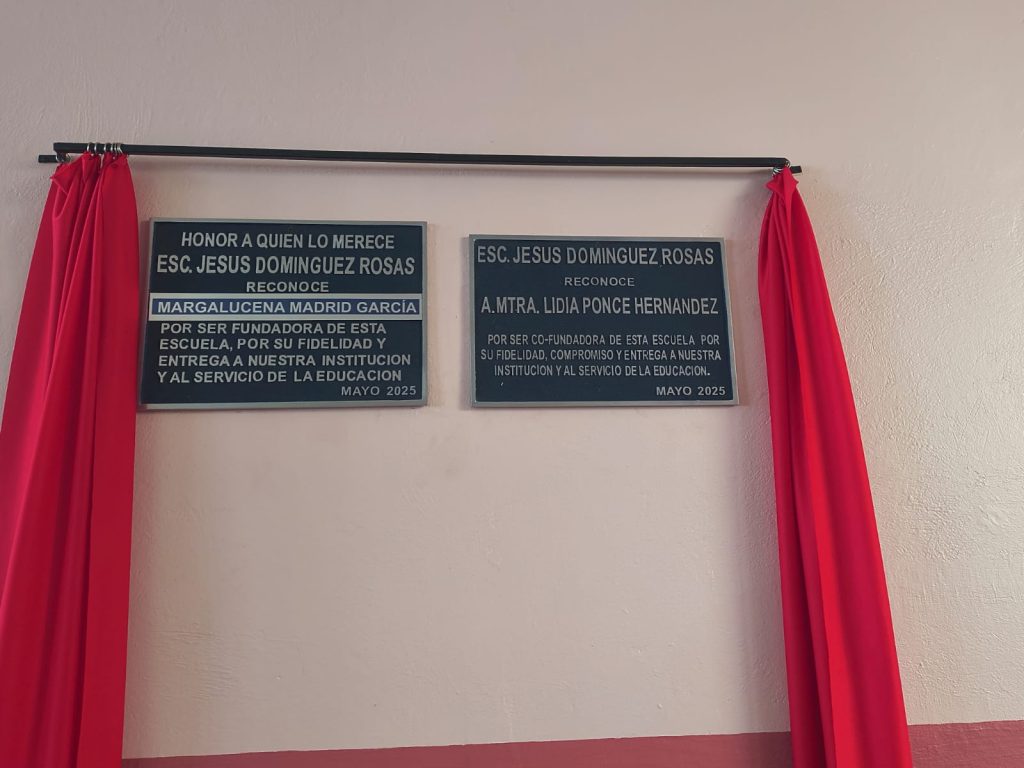 HONOR A QUIEN LO MERECE
ESC. JESUS DOMINGUEZ ROSAS
RECONOCE
MARGALUCENA MADRID GARCÍA
POR SER FUNDADORA DE ESTA
ESCUELA, POR SU FIDELIDAD Y
ENTREGA A NUESTRA INSTITUCION
Y AL SERVICIO DE LA EDUCACION
MAYO 2025
ESC. JESUS DOMINGUEZ ROSAS
RECONOCE
A.MTRA. LIDIA PONCE HERNANDEZ
POR SER CO-FUNDADORA DE ESTA ESCUELA POR
SU FIDELIDAD, COMPROMISO Y ENTREGA A NUESTRA
INSTITUCION Y AL SERVICIO DE LA EDUCACION.
MAYO 2025